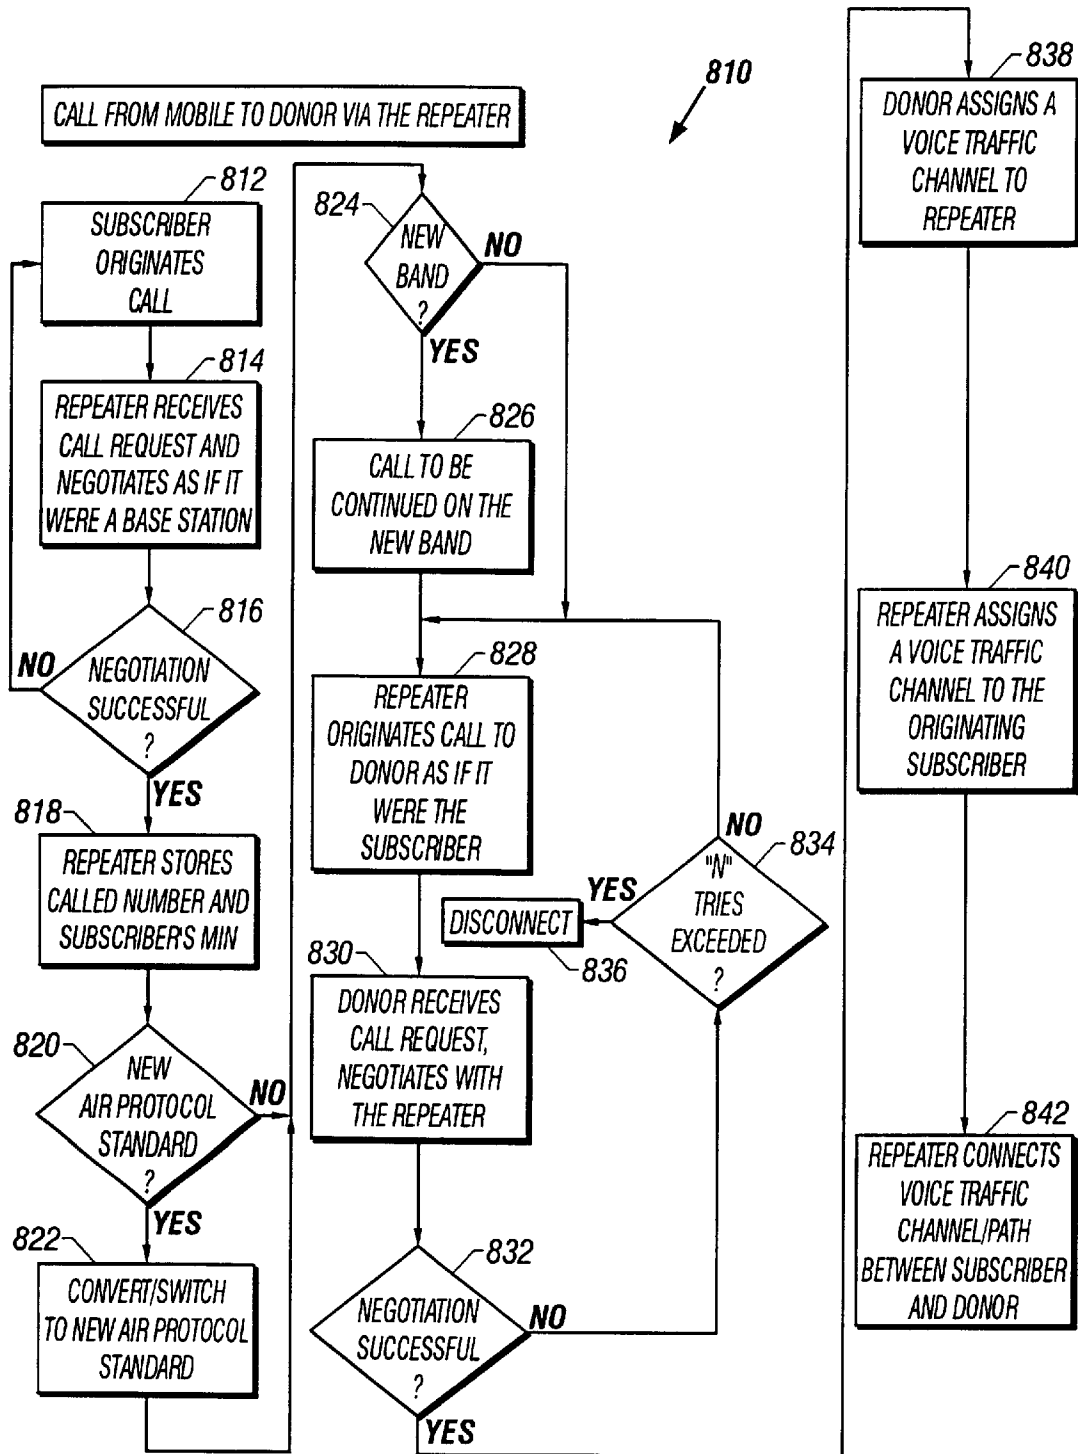 810
CALL FROM MOBILE TO DONOR VIA THE REPEATER
812
SUBSCRIBER
ORIGINATES
CALL
814
REPEATER RECEIVES
CALL REQUEST AND
NEGOTIATES AS IF IT
WERE A BASE STATION
816
NEGOTIATION
SUCCESSFUL
?
NO
YES
818
REPEATER STORES
CALLED NUMBER AND
SUBSCRIBER'S MIN
820
NEW
AIR PROTOCOL
STANDARD
?
NO
YES
822
CONVERT/SWITCH
TO NEW AIR PROTOCOL
STANDARD
824
NEW
BAND
?
NO
YES
826
CALL TO BE
CONTINUED ON THE
NEW BAND
828
REPEATER
ORIGINATES CALL TO
DONOR AS IF IT
WERE THE
SUBSCRIBER
830
DONOR RECEIVES
CALL REQUEST,
NEGOTIATES WITH
THE REPEATER
832
NEGOTIATION
SUCCESSFUL
?
NO
YES
834
"N"
TRIES
EXCEEDED
?
NO
YES
DISCONNECT
836
838
DONOR ASSIGNS A
VOICE TRAFFIC
CHANNEL TO
REPEATER
840
REPEATER ASSIGNS
A VOICE TRAFFIC
CHANNEL TO THE
ORIGINATING
SUBSCRIBER
842
REPEATER CONNECTS
VOICE TRAFFIC
CHANNEL/PATH
BETWEEN SUBSCRIBER
AND DONOR